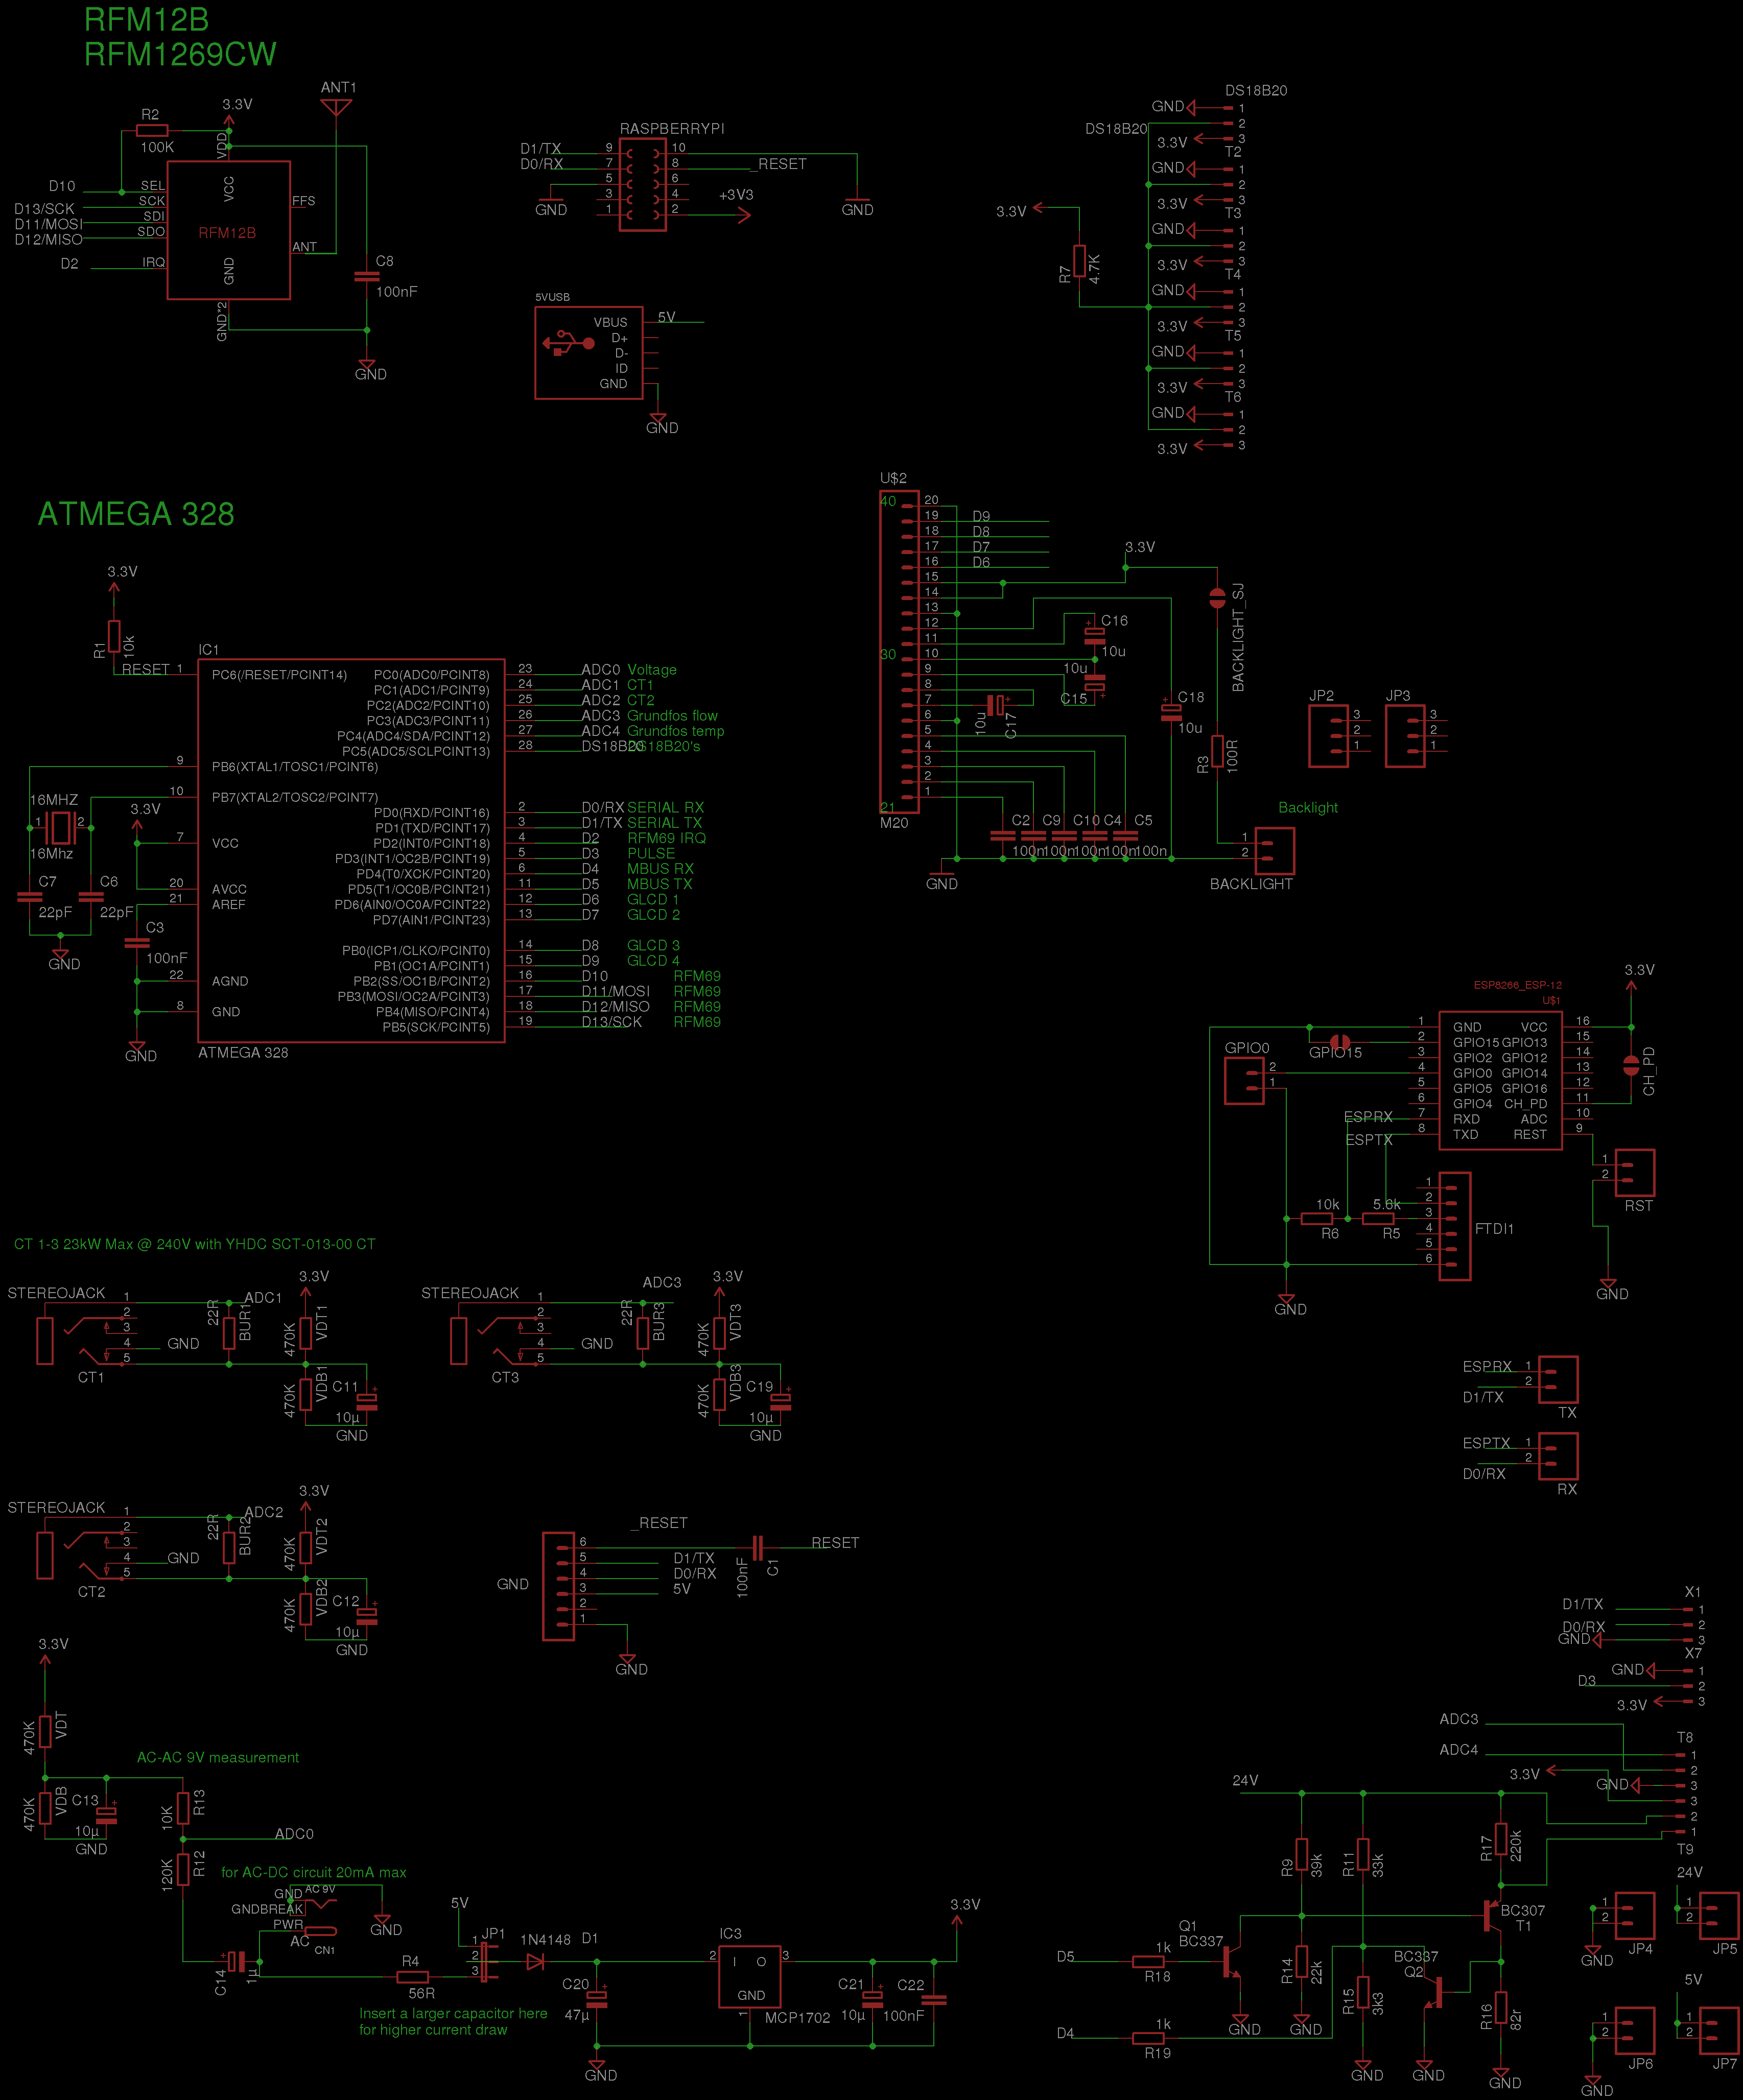 RFM12B
RFM1269CW
ANT1
3.3V
R2
100K
VDD
VCC
D10
SEL
D13/SCK
SCK
D11/MOSI
SDI
D12/MISO
SDO
D2
IRQ
RFM12B
FFS
ANT
GND
GND*2
C8
100nF
GND
RASPBERRYPI
D1/TX
9
10
D0/RX
7
8
_RESET
5
6
3
4
+3V3
1
2
GND
GND
5VUSB
VBUS
5V
D+
D-
ID
GND
GND
DS18B20
DS18B20
GND
1
2
3.3V
3
T2
GND
1
2
3.3V
3
T3
GND
1
2
3.3V
3
T4
GND
1
2
3.3V
3
T5
GND
1
2
3.3V
3
T6
GND
1
2
3.3V
3
3.3V
R7
4.7K
ATMEGA 328
3.3V
R1
10k
RESET
1
IC1
PC6(/RESET/PCINT14)
9
PB6(XTAL1/TOSC1/PCINT6)
10
PB7(XTAL2/TOSC2/PCINT7)
16MHZ
1
2
16Mhz
3.3V
7
VCC
20
AVCC
21
AREF
C7
22pF
C6
22pF
GND
C3
100nF
22
AGND
8
GND
GND
ATMEGA 328
PC0(ADC0/PCINT8)
23
ADC0
Voltage
PC1(ADC1/PCINT9)
24
ADC1
CT1
PC2(ADC2/PCINT10)
25
ADC2
CT2
PC3(ADC3/PCINT11)
26
ADC3
Grundfos flow
PC4(ADC4/SDA/PCINT12)
27
ADC4
Grundfos temp
PC5(ADC5/SCLPCINT13)
28
DS18B20
DS18B20's
PD0(RXD/PCINT16)
2
D0/RX
SERIAL RX
PD1(TXD/PCINT17)
3
D1/TX
SERIAL TX
PD2(INT0/PCINT18)
4
D2
RFM69 IRQ
PD3(INT1/OC2B/PCINT19)
5
D3
PULSE
PD4(T0/XCK/PCINT20)
6
D4
MBUS RX
PD5(T1/OC0B/PCINT21)
11
D5
MBUS TX
PD6(AIN0/OC0A/PCINT22)
12
D6
GLCD 1
PD7(AIN1/PCINT23)
13
D7
GLCD 2
PB0(ICP1/CLKO/PCINT0)
14
D8
GLCD 3
PB1(OC1A/PCINT1)
15
D9
GLCD 4
PB2(SS/OC1B/PCINT2)
16
D10
RFM69
PB3(MOSI/OC2A/PCINT3)
17
D11/MOSI
RFM69
PB4(MISO/PCINT4)
18
D12/MISO
RFM69
PB5(SCK/PCINT5)
19
D13/SCK
RFM69
U$2
40
20
19
D9
18
D8
17
D7
16
D6
15
14
13
12
11
30
10
9
8
7
6
5
4
3
2
21
1
M20
3.3V
BACKLIGHT_SJ
C16
10u
10u
C15
10u
C17
C18
10u
R3
100R
C2
C9
C10
C4
C5
100n
100n
100n
100n
100n
GND
JP2
3
2
1
JP3
3
2
1
Backlight
1
2
BACKLIGHT
3.3V
ESP8266_ESP-12
U$1
1
GND
VCC
16
2
GPIO15
GPIO13
15
3
GPIO2
GPIO12
14
4
GPIO0
GPIO14
13
5
GPIO5
GPIO16
12
6
GPIO4
CH_PD
11
7
RXD
ADC
10
8
TXD
REST
9
GPIO15
GPIO0
2
1
CH_PD
ESPRX
ESPTX
10k
R6
5.6k
R5
1
2
3
4
5
6
FTDI1
GND
1
2
RST
GND
CT 1-3 23kW Max @ 240V with YHDC SCT-013-00 CT
STEREOJACK
1
2
3
4
5
GND
CT1
ADC1
22R
BUR1
3.3V
470K
VDT1
470K
VDB1
C11
10µ
GND
STEREOJACK
1
2
3
4
5
GND
CT3
ADC3
22R
BUR3
3.3V
470K
VDT3
470K
VDB3
C19
10µ
GND
ESPRX
1
D1/TX
2
TX
ESPTX
1
D0/RX
2
RX
STEREOJACK
1
2
3
4
5
GND
CT2
ADC2
22R
BUR2
3.3V
470K
VDT2
470K
VDB2
C12
10µ
GND
_RESET
GND
6
5
4
3
2
1
D1/TX
D0/RX
5V
100nF
C1
RESET
GND
X1
D1/TX
1
D0/RX
2
GND
3
X7
GND
1
D3
2
3.3V
3
3.3V
470K
VDT
470K
VDB
C13
10µ
GND
AC-AC 9V measurement
10K
R13
ADC0
120K
R12
for AC-DC circuit 20mA max
GND
AC 9V
GNDBREAK
PWR
AC
CN1
GND
C14
1µ
R4
56R
5V
JP1
1
2
3
1N4148
D1
Insert a larger capacitor here
for higher current draw
C20
47µ
IC3
2
I
O
3
GND
1
MCP1702
C21
10µ
C22
100nF
3.3V
GND
ADC3
ADC4
T8
1
2
3.3V
GND
3
3
2
1
T9
24V
R9
39k
R11
33k
R17
220k
BC307
T1
Q1
BC337
D5
1k
R18
R14
22k
R15
3k3
BC337
Q2
R16
82r
D4
1k
R19
GND
GND
GND
GND
GND
1
2
GND
JP4
24V
1
2
JP5
1
2
GND
JP6
5V
1
2
JP7